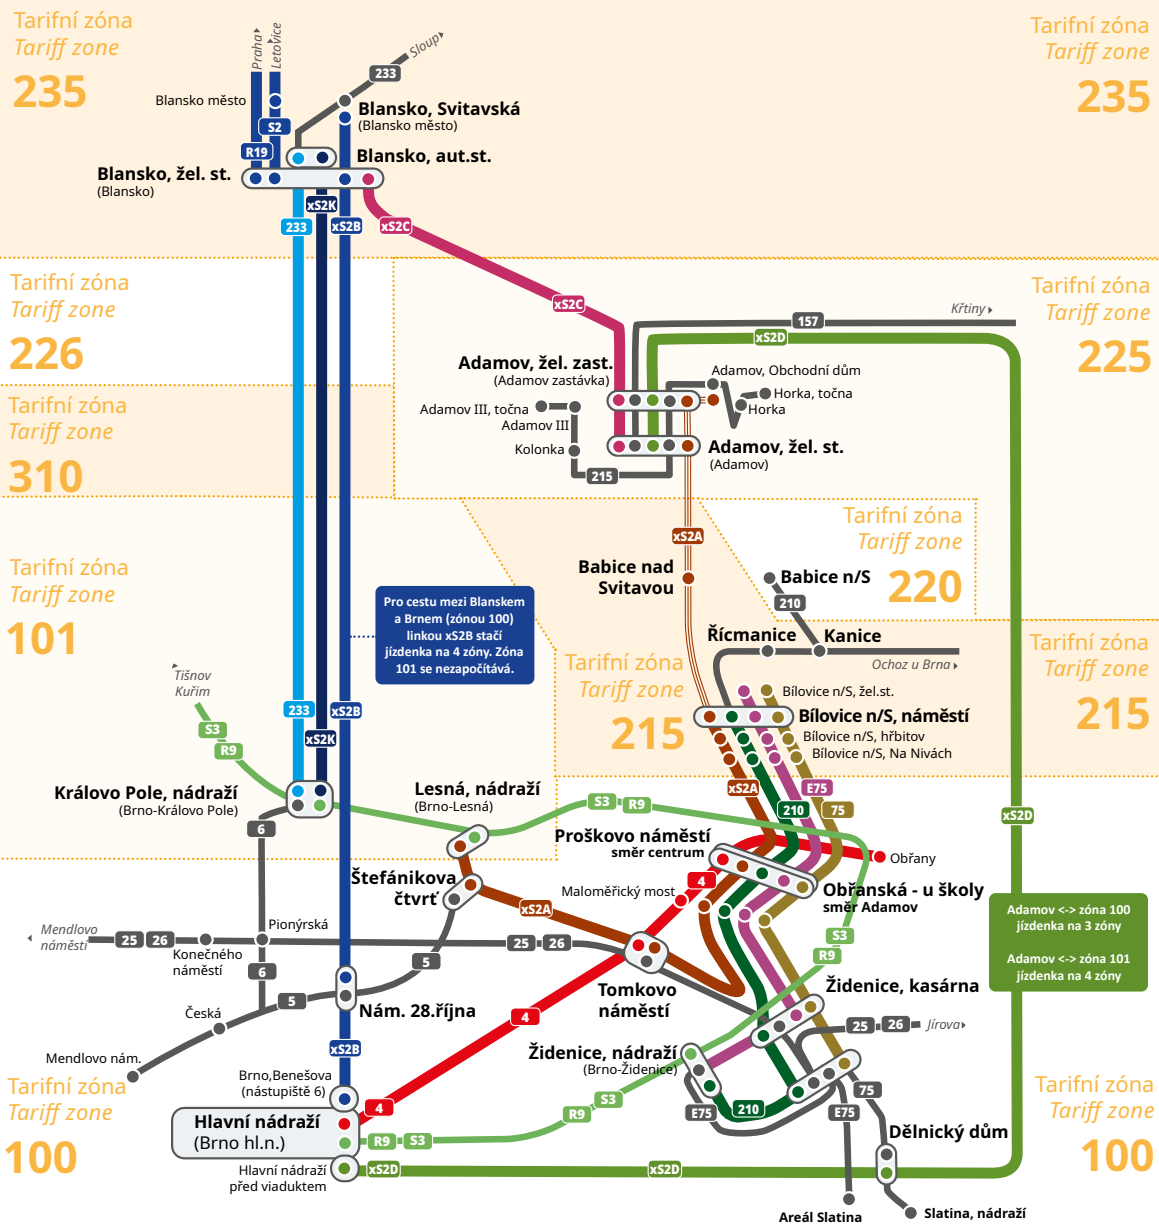 Tarifní zóna
Tariff zone
235
Praha
Letovice
Sloup
233
Tarifní zóna
Tariff zone
235
Blansko město
Blansko, Svitavská
(Blansko město)
S2
R19
Blansko, aut.st.
Blansko, žel. st.
(Blansko)
xS2K
233
xS2B
xS2C
Tarifní zóna
Tariff zone
226
xS2C
Tarifní zóna
Tariff zone
225
Křtiny
157
xS2D
Adamov, žel. zast.
(Adamov zastávka)
Adamov, Obchodní dům
Horka, točna
Horka
Adamov III, točna
Adamov III
Kolonka
Adamov, žel. st.
(Adamov)
215
Tarifní zóna
Tariff zone
310
Tarifní zóna
Tariff zone
220
xS2A
Babice nad
Svitavou
Babice n/S
210
Tarifní zóna
Tariff zone
101
Pro cestu mezi Blanskem
a Brnem (zónou 100)
linkou xS2B stačí
jízdenka na 4 zóny. Zóna
101 se nezapočítává.
Řícmanice
Kanice
Ochoz u Brna
Tarifní zóna
Tariff zone
215
Tarifní zóna
Tariff zone
215
Tišnov
Kuřim
S3
R9
233
xS2B
xS2K
Bílovice n/S, žel.st.
Bílovice n/S, náměstí
Bílovice n/S, hřbitov
Bílovice n/S, Na Nivách
xS2A
E75
210
75
Královo Pole, nádraží
(Brno-Královo Pole)
Lesná, nádraží
(Brno-Lesná)
S3
R9
xS2D
6
Proškovo náměstí
směr centrum
Obřany
Štefánikova
čtvrť
Maloměřický most
4
Obřanská - u školy
směr Adamov
xS2A
Adamov <-> zóna 100
jízdenka na 3 zóny
Adamov <-> zóna 101
jízdenka na 4 zóny
Mendlovo
náměstí
25
26
Konečného
náměstí
Pionýrská
25
26
S3
R9
5
6
5
Tomkovo
náměstí
Židenice, kasárna
Česká
Nám. 28.října
4
25
26
Jírova
Mendlovo nám.
xS2B
Židenice, nádraží
(Brno-Židenice)
Tarifní zóna
Tariff zone
100
Brno,Benešova
(nástupiště 6)
4
Hlavní nádraží
(Brno hl.n.)
R9
S3
R9
S3
E75
210
E75
75
Tarifní zóna
Tariff zone
100
Dělnický dům
Hlavní nádraží
před viaduktem
xS2D
xS2D
Areál Slatina
Slatina, nádraží